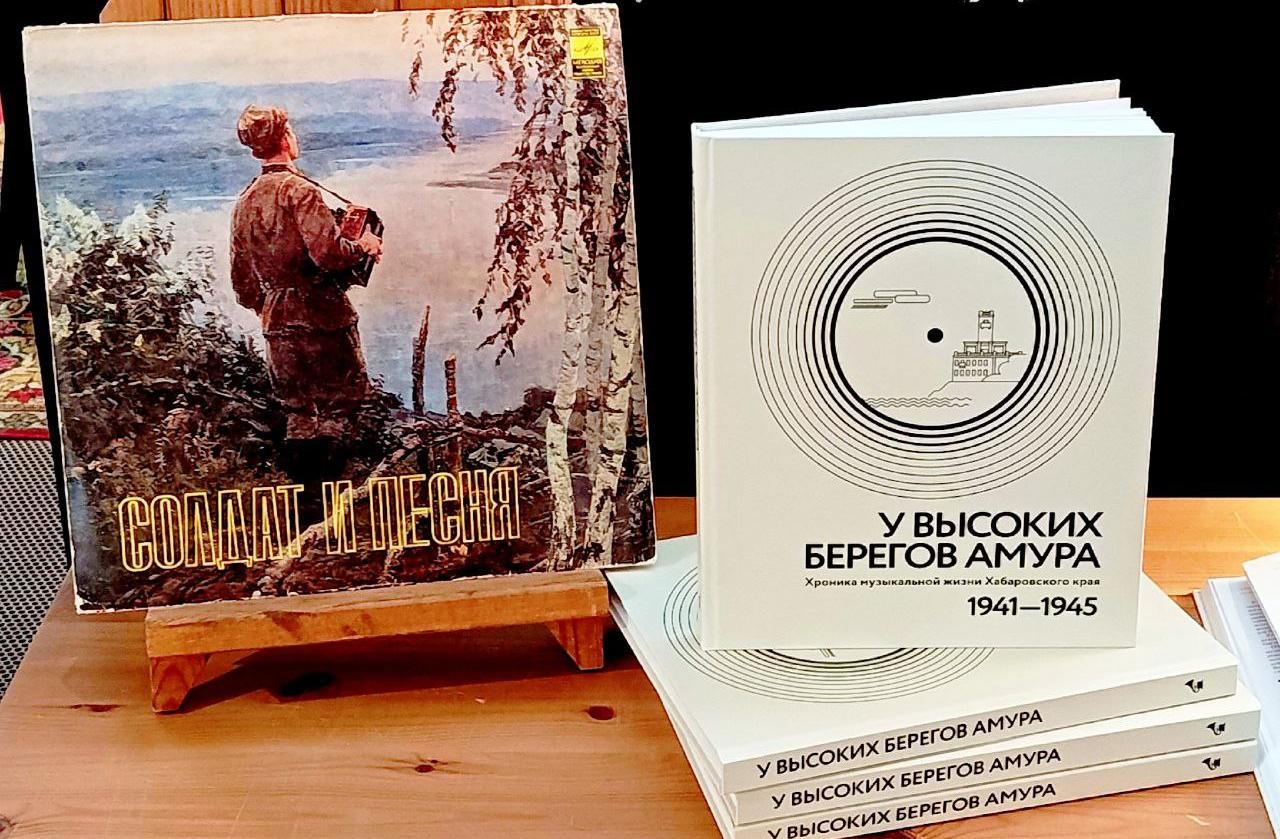 МЕЛОДИЯ
СОЛДАТ И ПЕСНЯ
У ВЫСОКИХ
БЕРЕГОВ АМУРА
Хроника музыкальной жизни Хабаровского края
1941—1945
У ВЫСОКИХ БЕРЕГОВ АМУРА
У ВЫСОКИХ БЕРЕГОВ АМУРА
У ВЫСОКИХ БЕРЕГОВ АМУРА